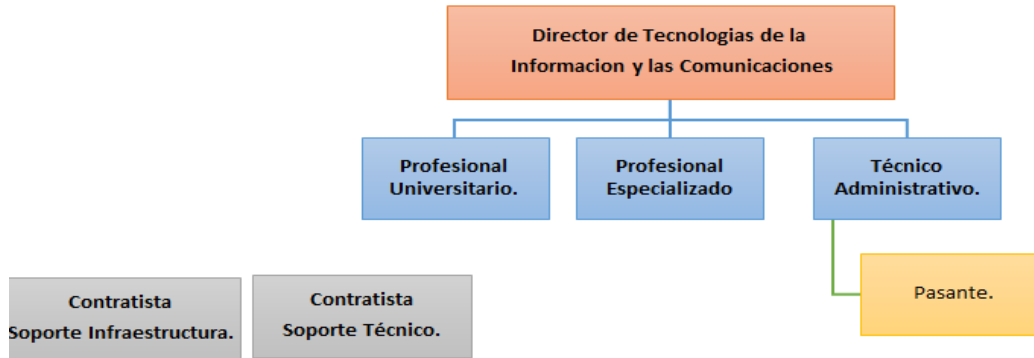 Director de Tecnologias de la
Informacion y las Comunicaciones
Profesional
Universitario.
Profesional
Especializado
Técnico
Administrativo.
Pasante.
Contratista
Soporte Infraestructura.
Contratista
Soporte Técnico.